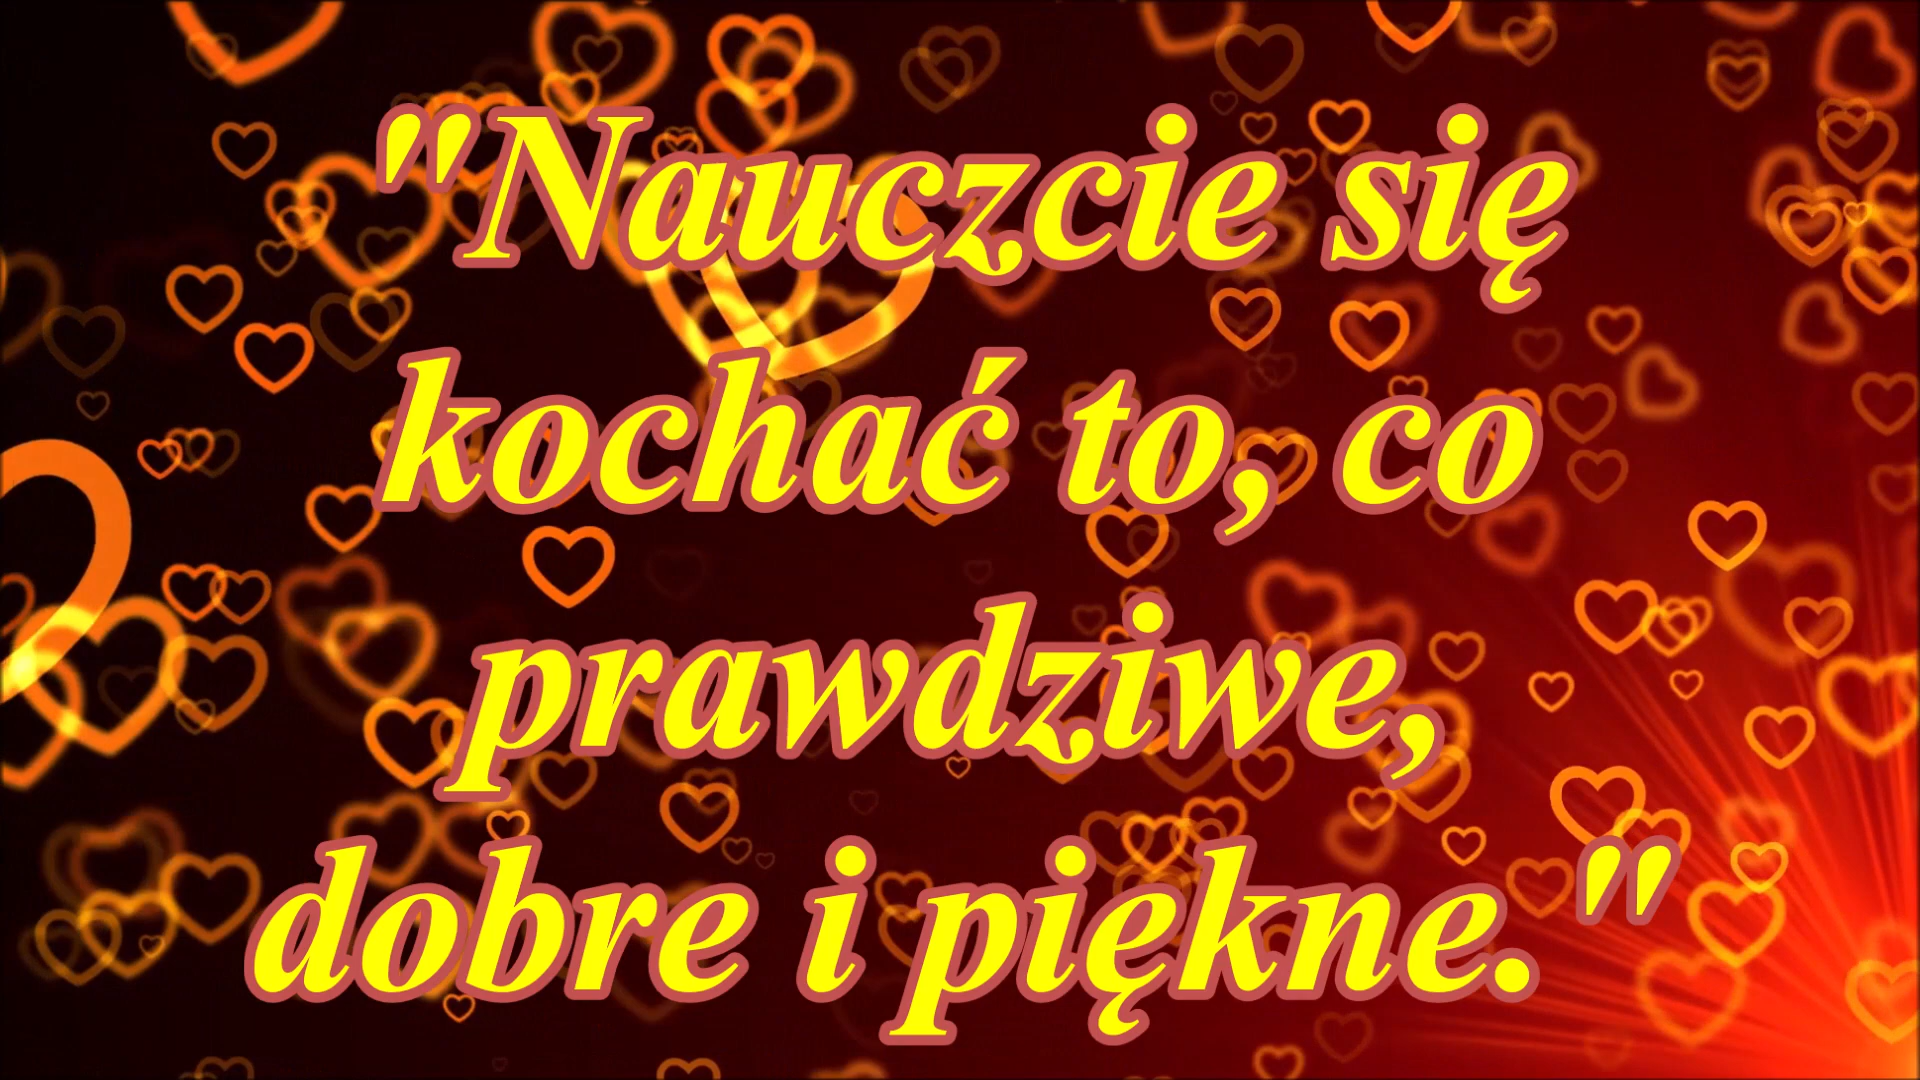 "Nauczcie się
kochać to, co
prawdziwe,
dobre i piękne."